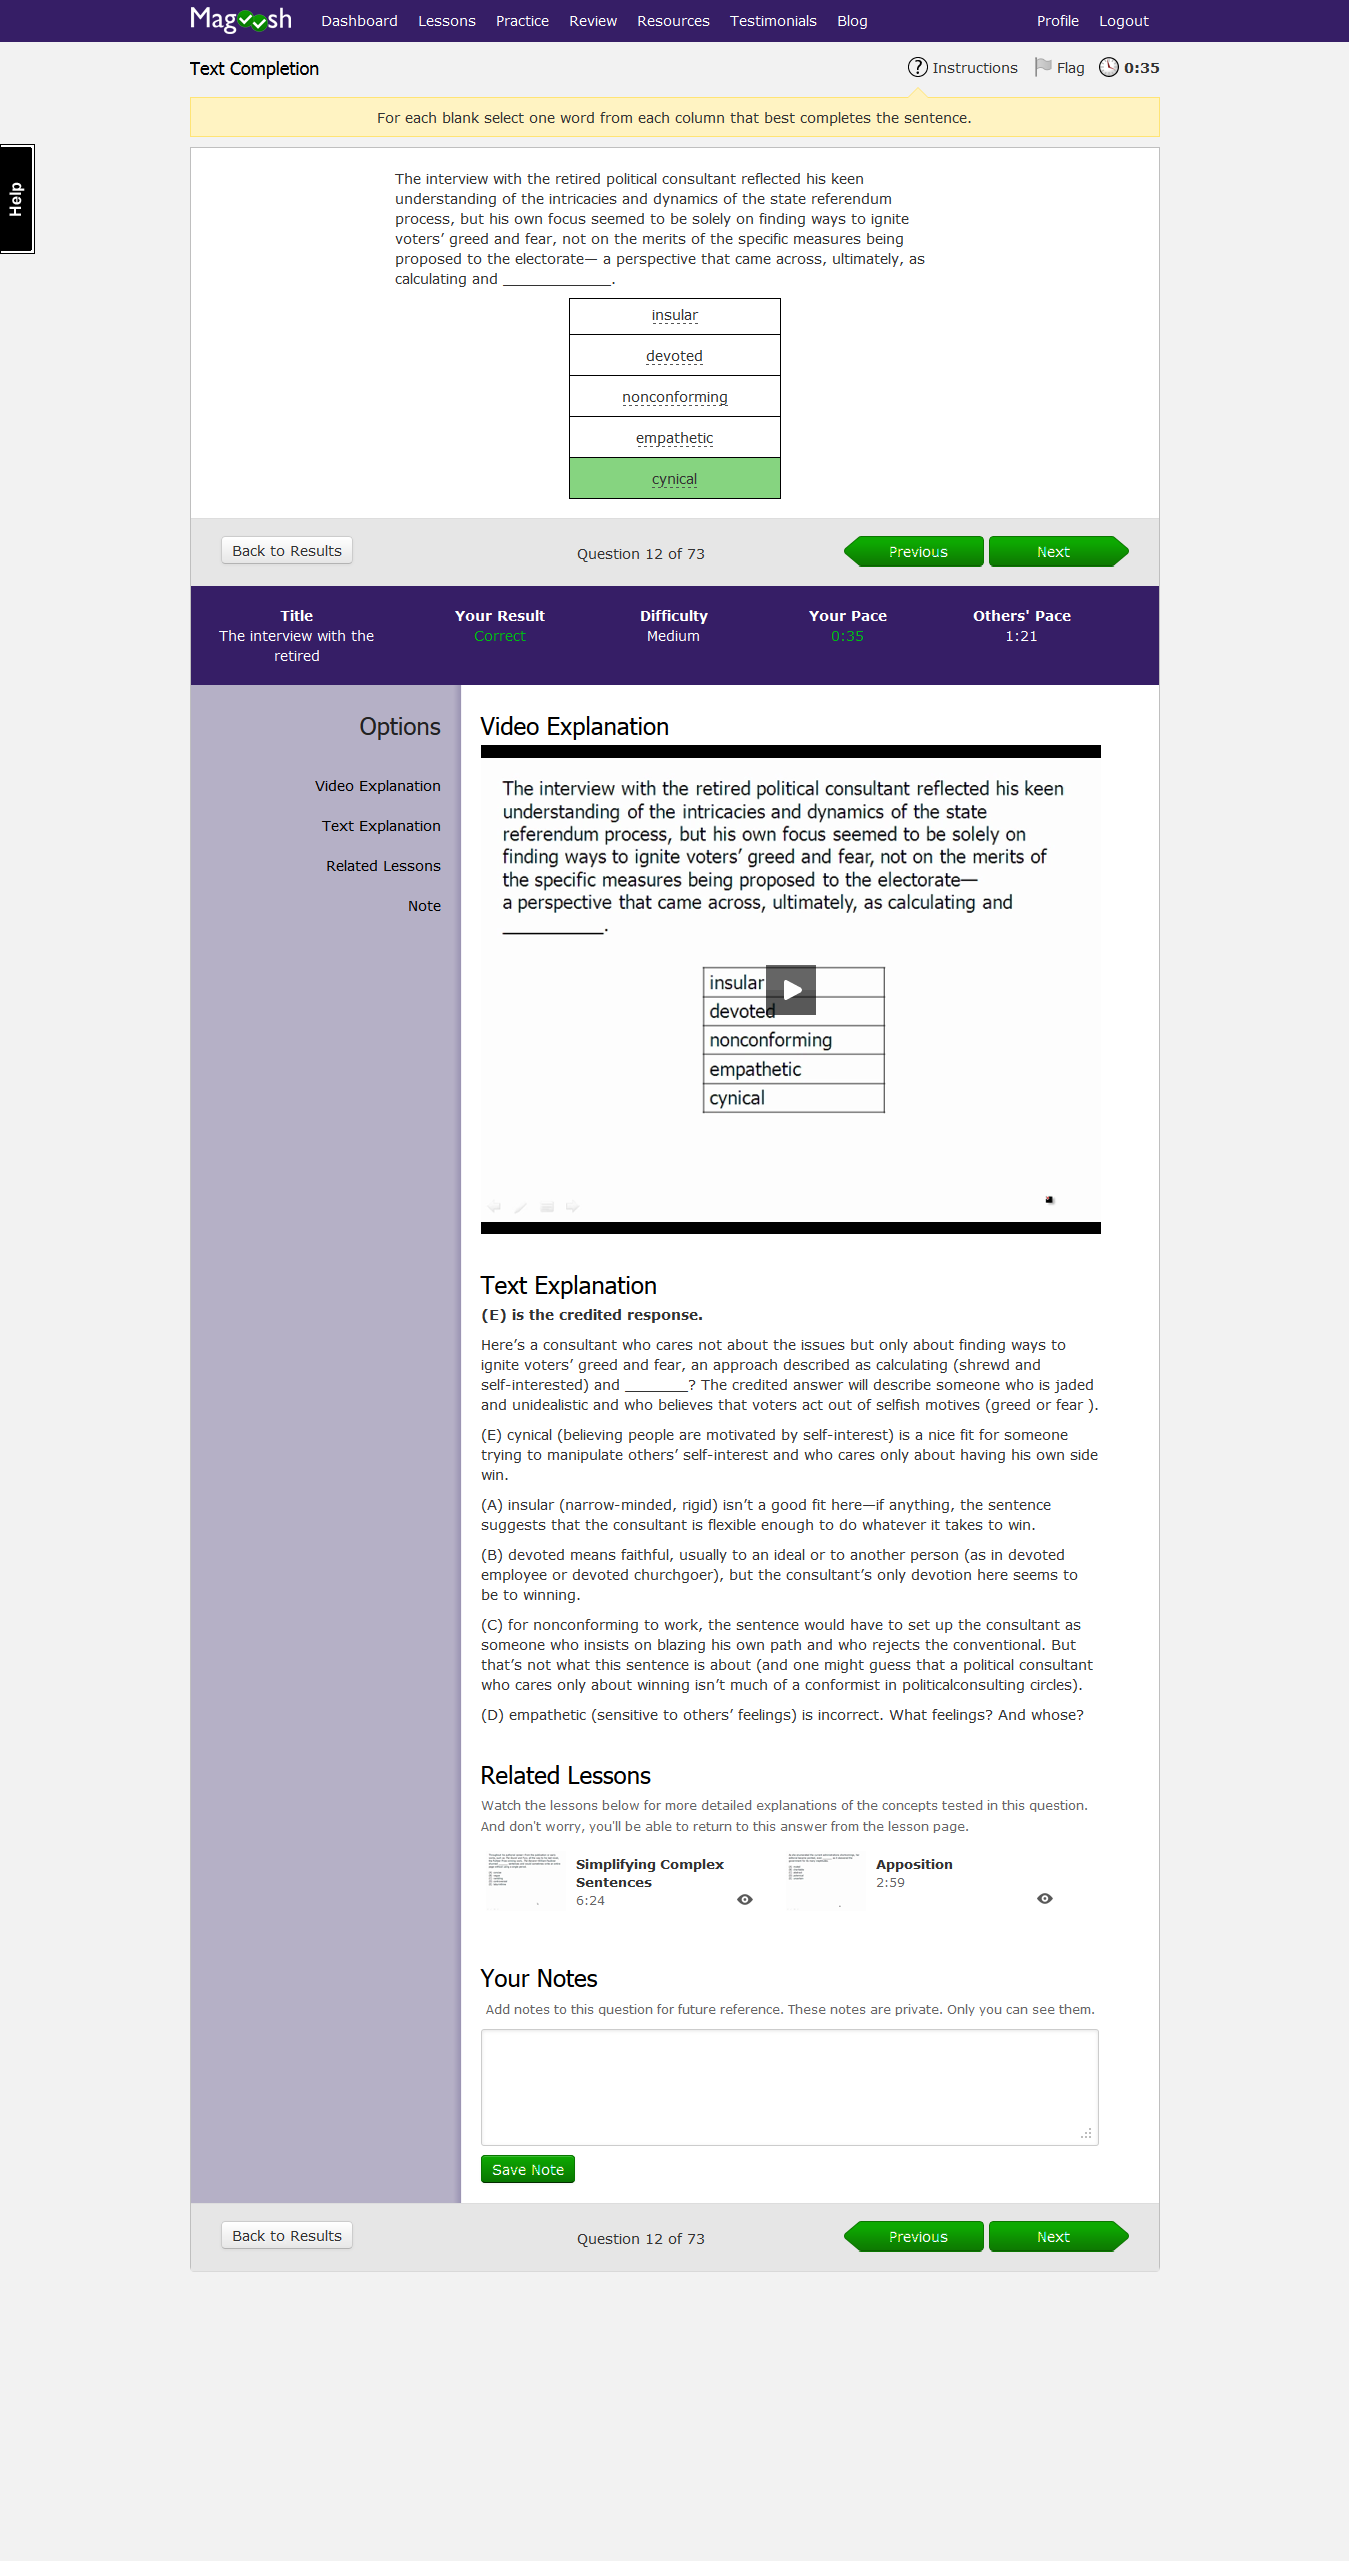 Magoosh Dashboard Lessons Practice Review Resources Testimonials Blog Profile Logout
Text Completion Instructions Flag 0:35
For each blank select one word from each column that best completes the sentence.
Help
The interview with the retired political consultant reflected his keen
understanding of the intricacies and dynamics of the state referendum
process, but his own focus seemed to be solely on finding ways to ignite
voters’ greed and fear, not on the merits of the specific measures being
proposed to the electorate— a perspective that came across, ultimately, as
calculating and ____________.
insular
devoted
nonconforming
empathetic
cynical
Back to Results Question 12 of 73 Previous Next
Title Your Result Difficulty Your Pace Others' Pace
The interview with the Correct Medium 0:35 1:21
retired
Options
Video Explanation
Text Explanation
Related Lessons
Note
Video Explanation
The interview with the retired political consultant reflected his keen
understanding of the intricacies and dynamics of the state
referendum process, but his own focus seemed to be solely on
finding ways to ignite voters’ greed and fear, not on the merits of
the specific measures being proposed to the electorate—
a perspective that came across, ultimately, as calculating and
__________.
insular
devoted
nonconforming
empathetic
cynical
Text Explanation
(E) is the credited response.
Here’s a consultant who cares not about the issues but only about finding ways to
ignite voters’ greed and fear, an approach described as calculating (shrewd and
self-interested) and _______? The credited answer will describe someone who is jaded
and unidealistic and who believes that voters act out of selfish motives (greed or fear ).
(E) cynical (believing people are motivated by self-interest) is a nice fit for someone
trying to manipulate others’ self-interest and who cares only about having his own side
win.
(A) insular (narrow-minded, rigid) isn’t a good fit here—if anything, the sentence
suggests that the consultant is flexible enough to do whatever it takes to win.
(B) devoted means faithful, usually to an ideal or to another person (as in devoted
employee or devoted churchgoer), but the consultant’s only devotion here seems to
be to winning.
(C) for nonconforming to work, the sentence would have to set up the consultant as
someone who insists on blazing his own path and who rejects the conventional. But
that’s not what this sentence is about (and one might guess that a political consultant
who cares only about winning isn’t much of a conformist in politicalconsulting circles).
(D) empathetic (sensitive to others’ feelings) is incorrect. What feelings? And whose?
Related Lessons
Watch the lessons below for more detailed explanations of the concepts tested in this question.
And don't worry, you'll be able to return to this answer from the lesson page.
Simplifying Complex
Sentences
6:24
Apposition
2:59
Your Notes
Add notes to this question for future reference. These notes are private. Only you can see them.
Save Note
Back to Results Question 12 of 73 Previous Next